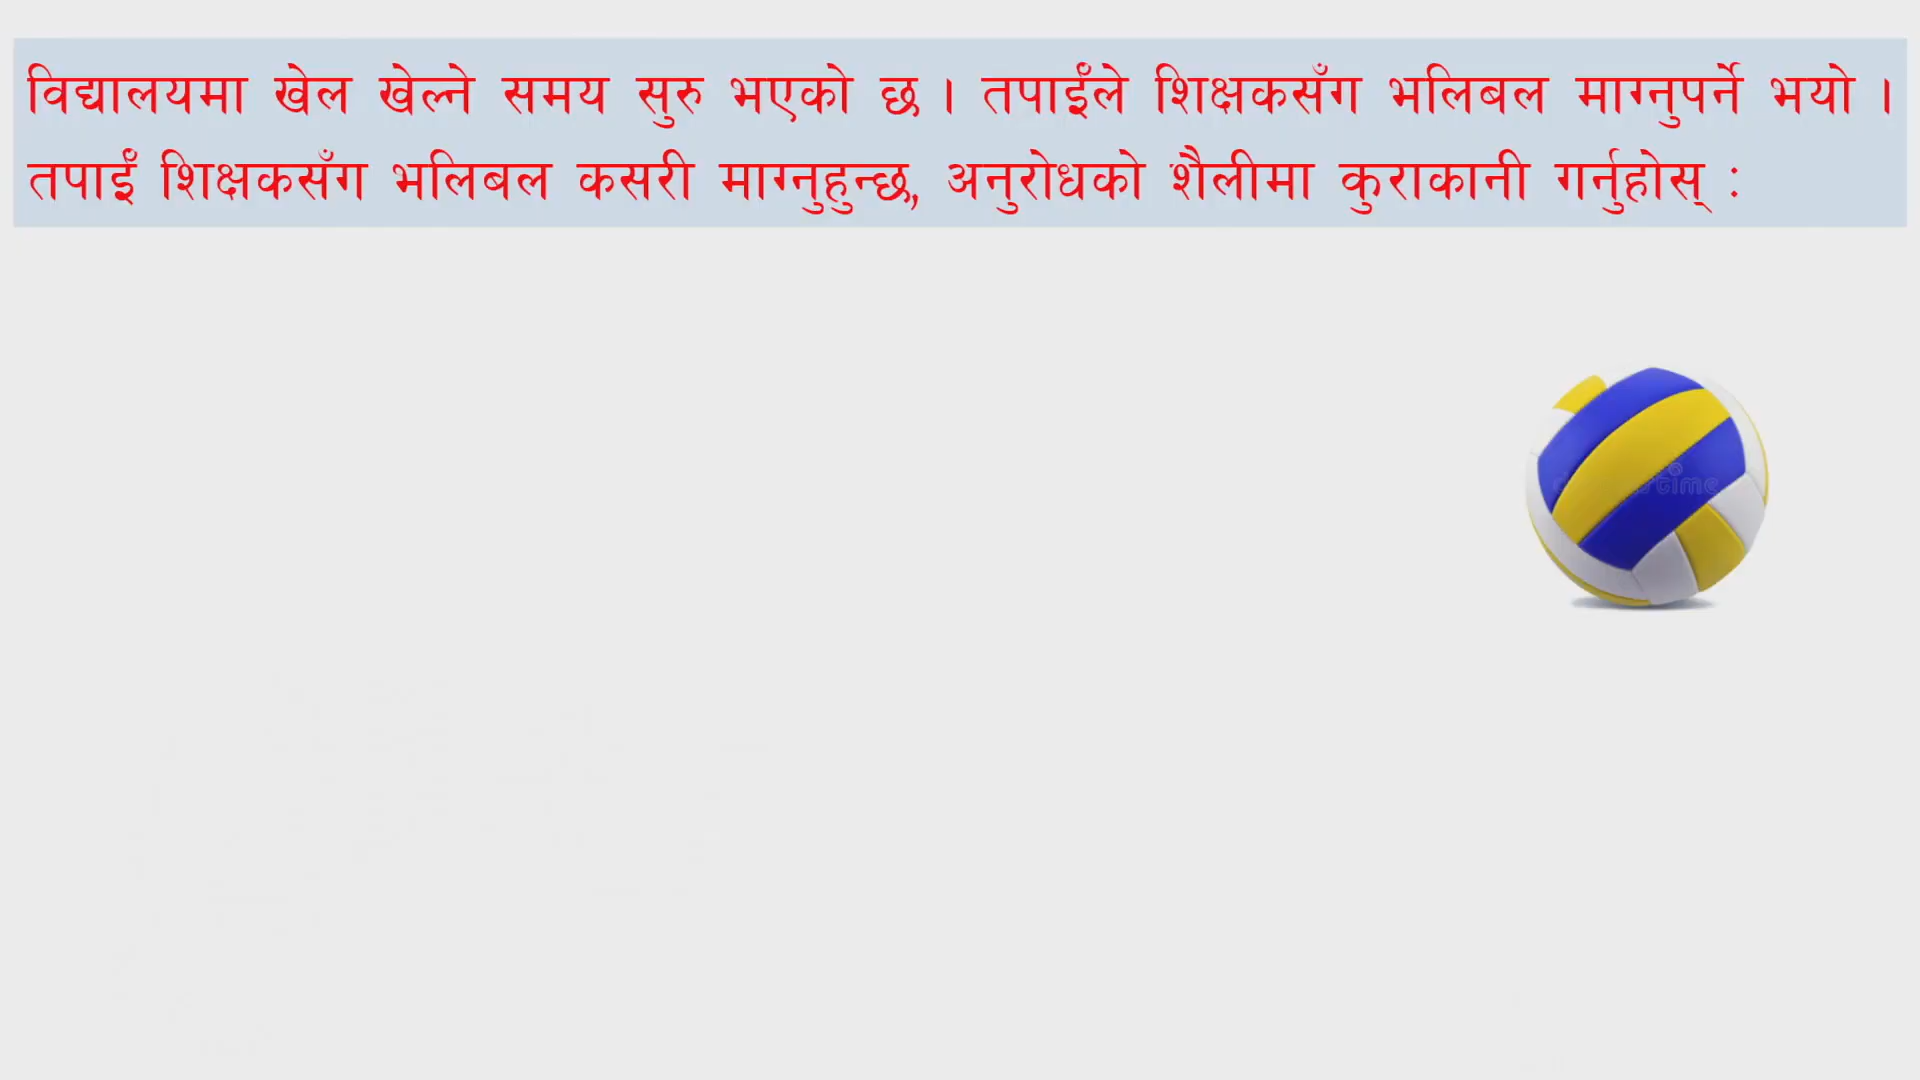 विद्यालयमा खेल खेल्ने समय सुरु भएको छ । तपाईंले शिक्षकसँग भलिबल माग्नुपर्ने भयो ।
तपाईं शिक्षकसँग भलिबल कसरी माग्नुहुन्छ, अनुरोधको शैलीमा कुराकानी गर्नुहोस् :